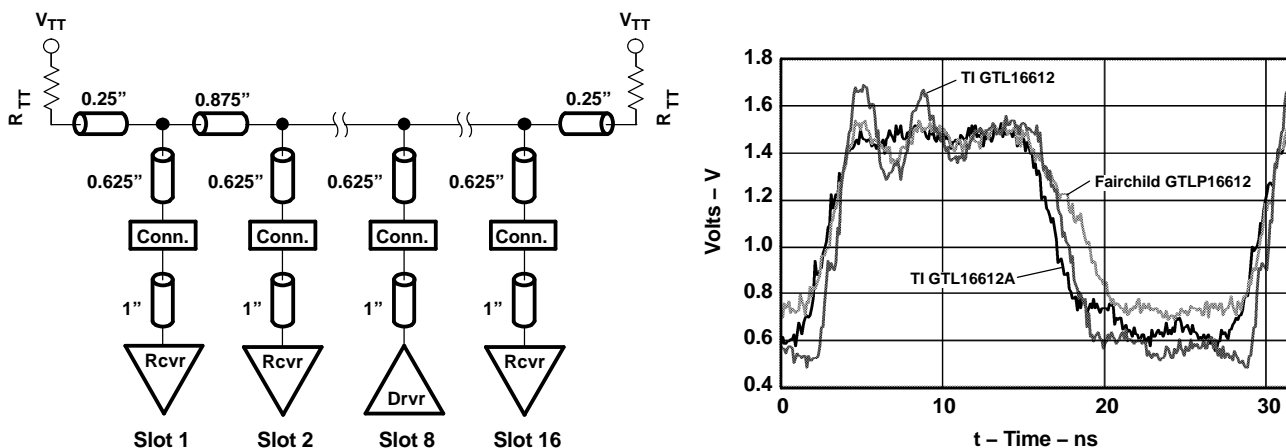 VTT
VTT
RTT
RTT
0.25”
0.875”
0.25”
0.625”
0.625”
0.625”
0.625”
Conn.
Conn.
Conn.
Conn.
1”
1”
1”
1”
Rcvr
Rcvr
Drvr
Rcvr
Slot 1
Slot 2
Slot 8
Slot 16
1.8
1.6
1.4
1.2
1.0
0.8
0.6
0.4
Volts – V
TI GTL16612
Fairchild GTLP16612
TI GTL16612A
0
10
20
30
t – Time – ns